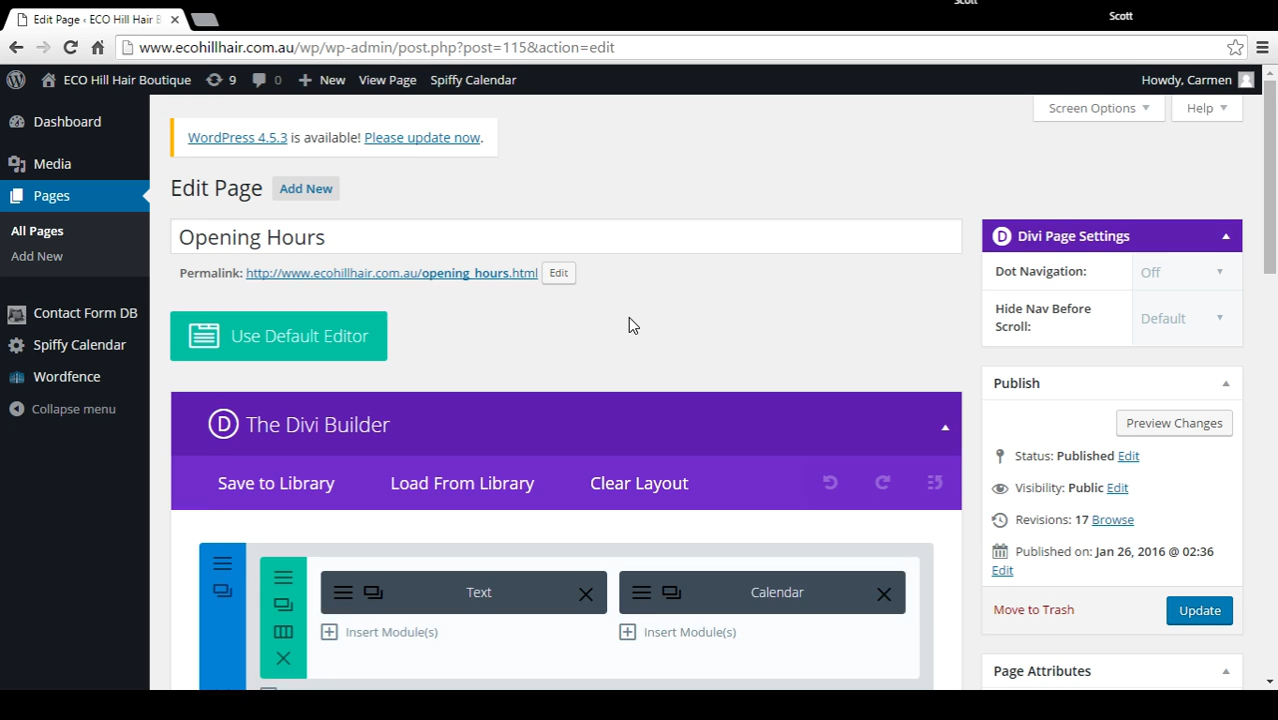 Scott
Scott
Edit Page ‹ ECO Hill Hair B
www.ecohillhair.com.au/wp/wp-admin/post.php?post=115&action=edit
ECO Hill Hair Boutique 9 0 New View Page Spiffy Calendar Howdy, Carmen
Screen Options Help
Dashboard
Media
Pages
All Pages
Add New
Contact Form DB
Spiffy Calendar
Wordfence
Collapse menu
WordPress 4.5.3 is available! Please update now.
Edit Page Add New
Opening Hours
Permalink: http://www.ecohillhair.com.au/opening_hours.html Edit
Use Default Editor
D The Divi Builder
Save to Library Load From Library Clear Layout
Text Calendar
Insert Module(s) Insert Module(s)
D Divi Page Settings
Dot Navigation: Off
Hide Nav Before Scroll: Default
Publish
Preview Changes
Status: Published Edit
Visibility: Public Edit
Revisions: 17 Browse
Published on: Jan 26, 2016 @ 02:36
Edit
Move to Trash Update
Page Attributes